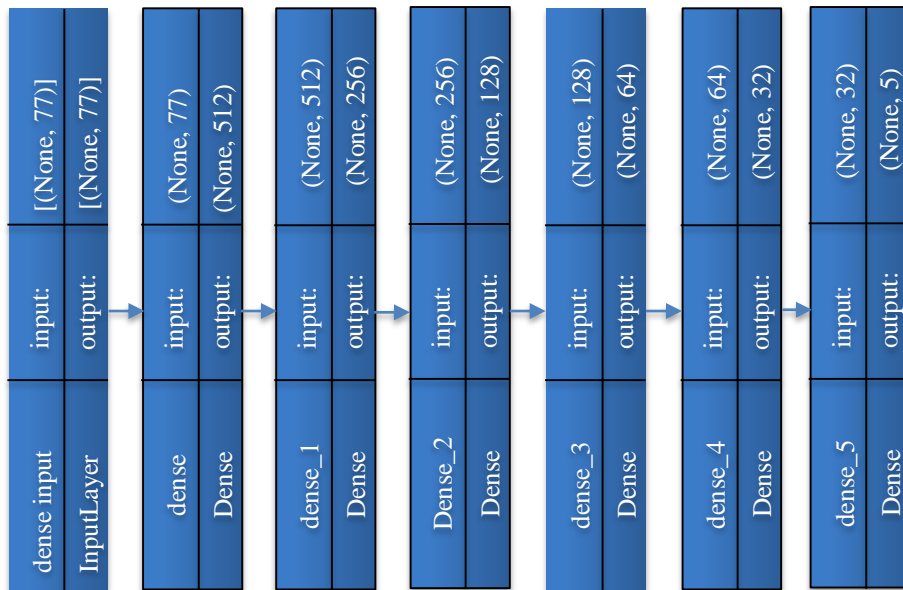 dense input input: [(None, 77)]
InputLayer output: [(None, 77)]
dense input: (None, 77)
Dense output: (None, 512)
dense_1 input: (None, 512)
Dense output: (None, 256)
Dense_2 input: (None, 256)
Dense output: (None, 128)
dense_3 input: (None, 128)
Dense output: (None, 64)
dense_4 input: (None, 64)
Dense output: (None, 32)
dense_5 input: (None, 32)
Dense output: (None, 5)